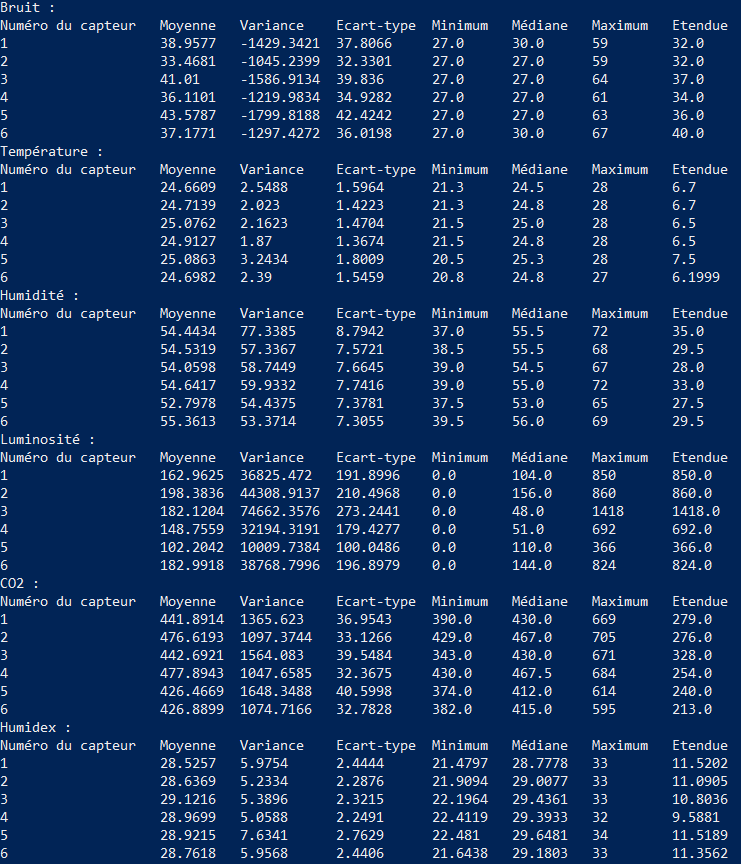 Bruit :
Numéro du capteur Moyenne Variance Ecart-type Minimum Médiane Maximum Etendue
1 38.9577 -1429.3421 37.8066 27.0 30.0 59 32.0
2 33.4681 -1045.2399 32.3301 27.0 27.0 59 32.0
3 41.01 -1586.9134 39.836 27.0 27.0 64 37.0
4 36.1101 -1219.9834 34.9282 27.0 27.0 61 34.0
5 43.5787 -1799.8188 42.4242 27.0 27.0 63 36.0
6 37.1771 -1297.4272 36.0198 27.0 30.0 67 40.0
Température :
Numéro du capteur Moyenne Variance Ecart-type Minimum Médiane Maximum Etendue
1 24.6609 2.5488 1.5964 21.3 24.5 28 6.7
2 24.7139 2.023 1.4223 21.3 24.8 28 6.7
3 25.0762 2.1623 1.4704 21.5 25.0 28 6.5
4 24.9127 1.87 1.3674 21.5 24.8 28 6.5
5 25.0863 3.2434 1.8009 20.5 25.3 28 7.5
6 24.6982 2.39 1.5459 20.8 24.8 27 6.1999
Humidité :
Numéro du capteur Moyenne Variance Ecart-type Minimum Médiane Maximum Etendue
1 54.4434 77.3385 8.7942 37.0 55.5 72 35.0
2 54.5319 57.3367 7.5721 38.5 55.5 68 29.5
3 54.0598 58.7449 7.6645 39.0 54.5 67 28.0
4 54.6417 59.9332 7.7416 39.0 55.0 72 33.0
5 52.7978 54.4375 7.3781 37.5 53.0 65 27.5
6 55.3613 53.3714 7.3055 39.5 56.0 69 29.5
Luminosité :
Numéro du capteur Moyenne Variance Ecart-type Minimum Médiane Maximum Etendue
1 162.9625 36825.472 191.8996 0.0 104.0 850 850.0
2 198.3836 44308.9137 210.4968 0.0 156.0 860 860.0
3 182.1204 74662.3576 273.2441 0.0 48.0 1418 1418.0
4 148.7559 32194.3191 179.4277 0.0 51.0 692 692.0
5 102.2042 10009.7384 100.0486 0.0 110.0 366 366.0
6 182.9918 38768.7996 196.8979 0.0 144.0 824 824.0
CO2 :
Numéro du capteur Moyenne Variance Ecart-type Minimum Médiane Maximum Etendue
1 441.8914 1365.623 36.9543 390.0 430.0 669 279.0
2 476.6193 1097.3744 33.1266 429.0 467.0 705 276.0
3 442.6921 1564.083 39.5484 343.0 430.0 671 328.0
4 477.8943 1047.6585 32.3675 430.0 467.5 684 254.0
5 426.4669 1648.3488 40.5998 374.0 412.0 614 240.0
6 426.8899 1074.7166 32.7828 382.0 415.0 595 213.0
Humidex :
Numéro du capteur Moyenne Variance Ecart-type Minimum Médiane Maximum Etendue
1 28.5257 5.9754 2.4444 21.4797 28.7778 33 11.5202
2 28.6369 5.2334 2.2876 21.9094 29.0077 33 11.0905
3 29.1216 5.3896 2.3215 22.1964 29.4361 33 10.8036
4 28.9699 5.0588 2.2491 22.4119 29.3933 32 9.5881
5 28.9215 7.6341 2.7629 22.481 29.6481 34 11.5189
6 28.7618 5.9568 2.4406 21.6438 29.1803 33 11.3562